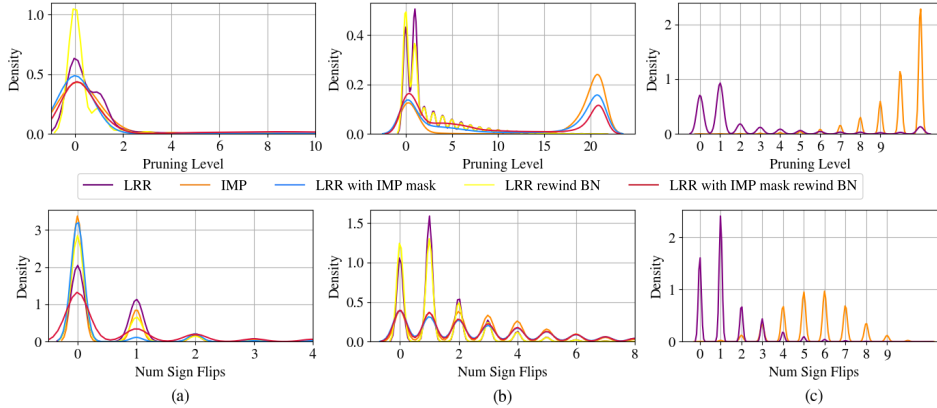 1.0
0.5
0.0
Density
0 2 4 6 8 10
Pruning Level
0.4
0.2
0.0
Density
0 5 10 15 20
Pruning Level
2
1
0
Density
0 1 2 3 4 5 6 7 8 9
Pruning Level
LRR IMP LRR with IMP mask LRR rewind BN LRR with IMP mask rewind BN
3
2
1
0
Density
0 1 2 3 4
Num Sign Flips
1.5
1.0
0.5
0.0
Density
0 2 4 6 8
Num Sign Flips
2
1
0
Density
0 1 2 3 4 5 6 7 8 9
Num Sign Flips
(a) (b) (c)